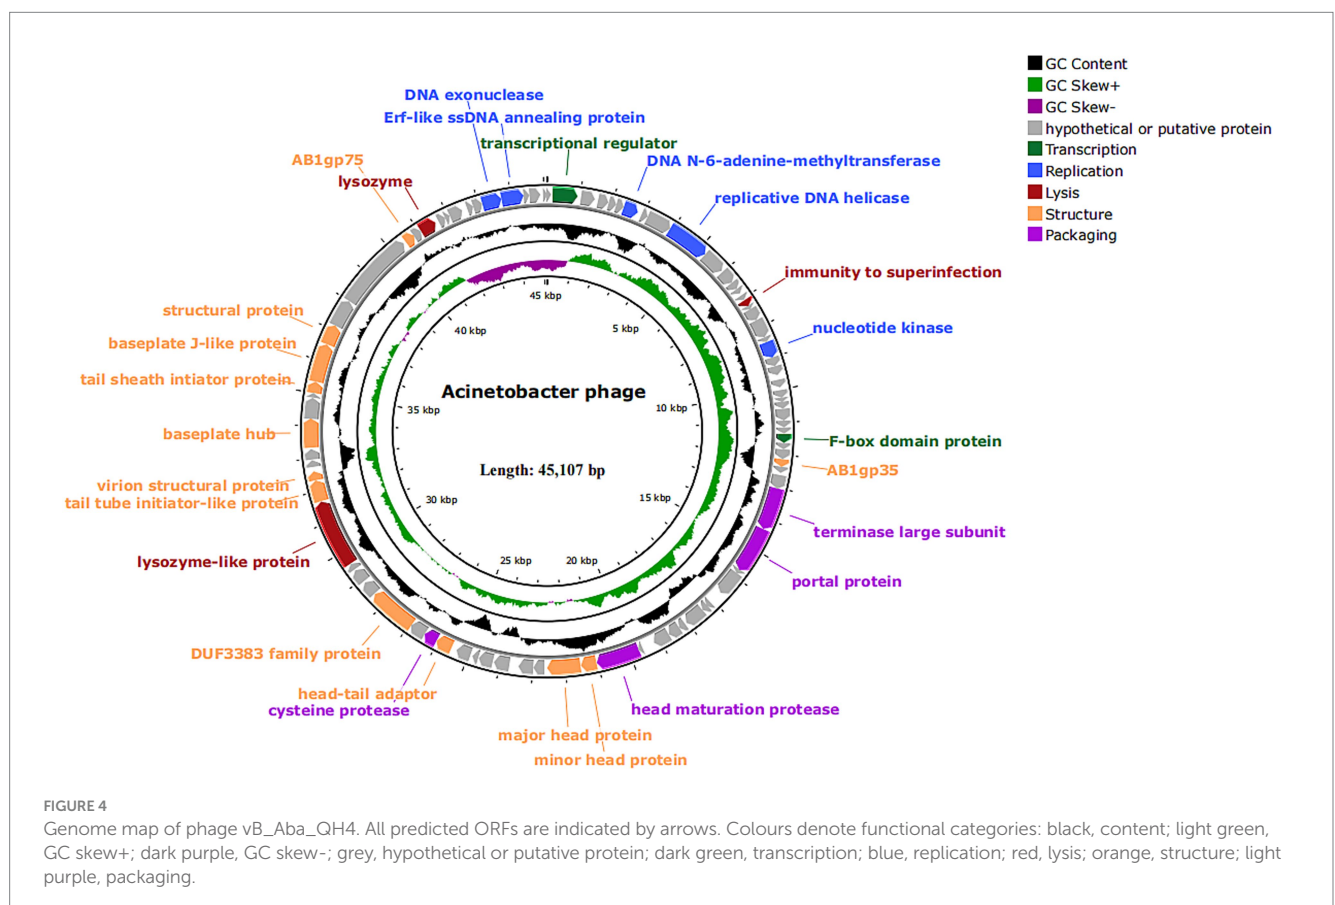 DNA exonuclease
Erf-like ssDNA annealing protein
transcriptional regulator
AB1gp75
lysozyme
DNA N-6-adenine-methyltransferase
replicative DNA helicase
immunity to superinfection
nucleotide kinase
F-box domain protein
AB1gp35
terminase large subunit
portal protein
head maturation protease
major head protein
minor head protein
head-tail adaptor
cysteine protease
DUF3383 family protein
lysozyme-like protein
tail tube initiator-like protein
virion structural protein
baseplate hub
tail sheath intiator protein
baseplate J-like protein
structural protein
45 kbp
5 kbp
10 kbp
15 kbp
20 kbp
25 kbp
30 kbp
35 kbp
40 kbp
Acinetobacter phage
Length: 45,107 bp
GC Content
GC Skew+
GC Skew-
hypothetical or putative protein
Transcription
Replication
Lysis
Structure
Packaging
FIGURE 4
Genome map of phage vB_Aba_QH4. All predicted ORFs are indicated by arrows. Colours denote functional categories: black, content; light green,
GC skew+; dark purple, GC skew-; grey, hypothetical or putative protein; dark green, transcription; blue, replication; red, lysis; orange, structure; light
purple, packaging.